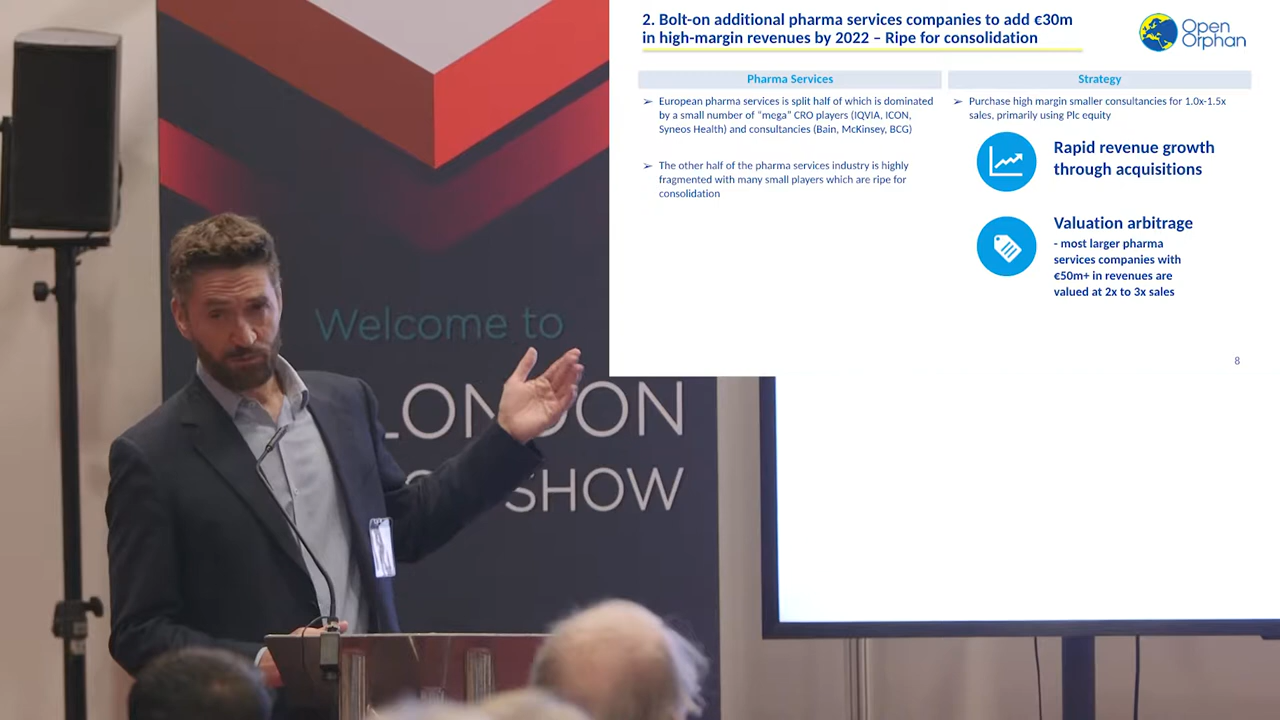 2. Bolt-on additional pharma services companies to add €30m
in high-margin revenues by 2022 – Ripe for consolidation
Open
Orphan
Pharma Services
Strategy
➢ European pharma services is split half of which is dominated
by a small number of “mega” CRO players (IQVIA, ICON,
Syneos Health) and consultancies (Bain, McKinsey, BCG)
➢ The other half of the pharma services industry is highly
fragmented with many small players which are ripe for
consolidation
➢ Purchase high margin smaller consultancies for 1.0x-1.5x
sales, primarily using Plc equity
Rapid revenue growth
through acquisitions
Valuation arbitrage
- most larger pharma
services companies with
€50m+ in revenues are
valued at 2x to 3x sales
8
Welcome to
LONDON
SHOW